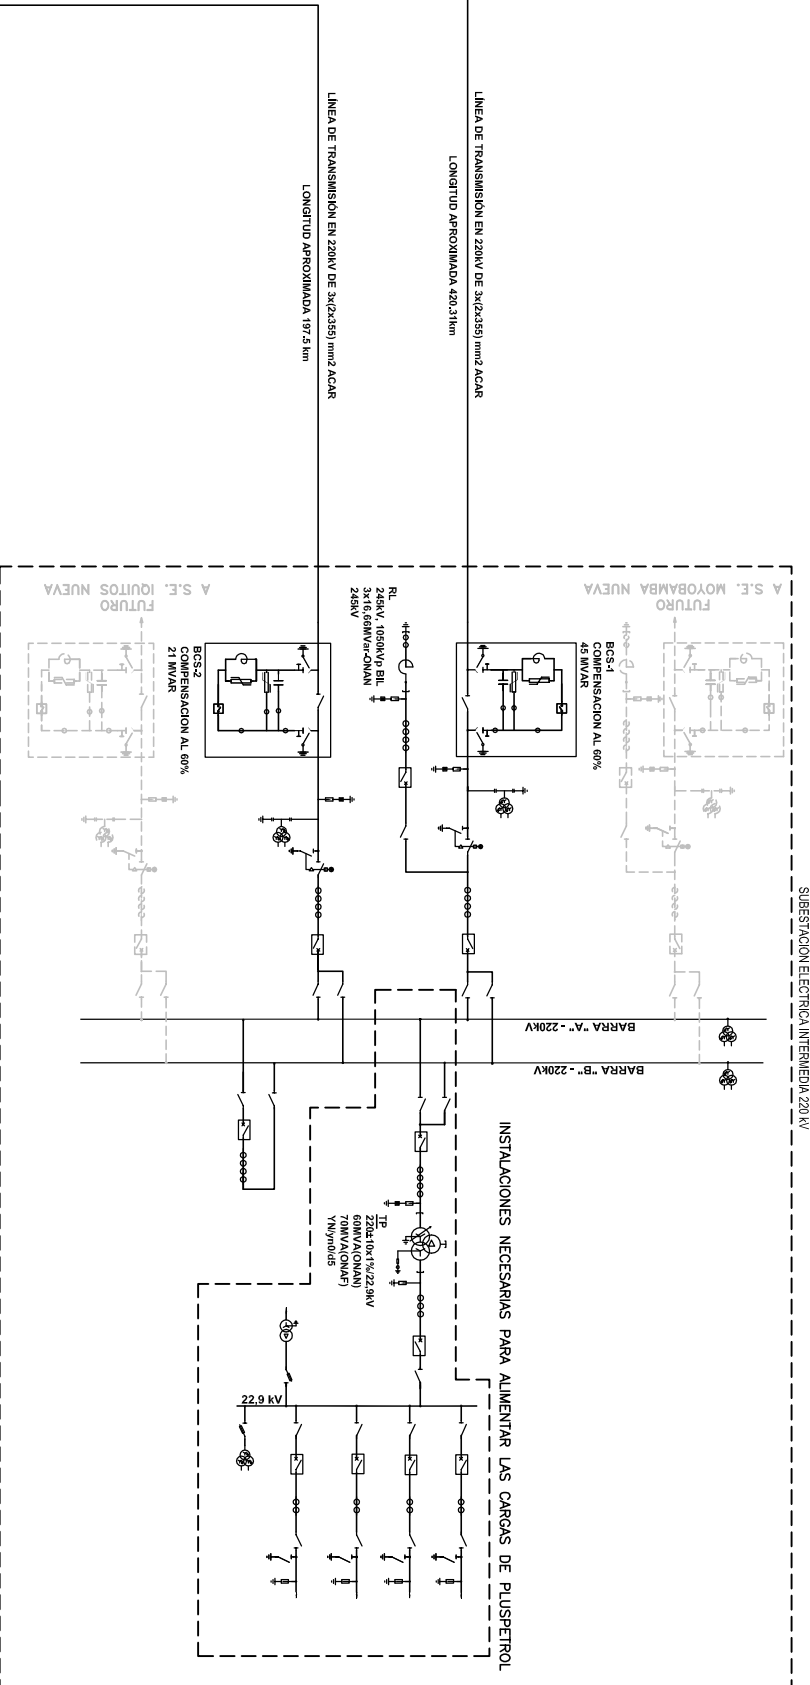 LÍNEA DE TRANSMISIÓN EN 220kV DE 3x(2x355) mm2 ACAR
LONGITUD APROXIMADA 197.5 km
LÍNEA DE TRANSMISIÓN EN 220kV DE 3x(2x355) mm2 ACAR
LONGITUD APROXIMADA 420.31km
A S.E. IQUITOS NUEVA
FUTURO
A S.E. MOYOBAMBA NUEVA
FUTURO
RL
245kV, 1050kVp BIL
3x16,66MVar-ONAN
245kV
BCS-1
COMPENSACION AL 60%
45 MVAR
BCS-2
COMPENSACION AL 60%
21 MVAR
SUBESTACION ELECTRICA INTERMEDIA 220 kV
BARRA "A" - 220kV
BARRA "B" - 220kV
INSTALACIONES NECESARIAS PARA ALIMENTAR LAS CARGAS DE PLUSPETROL
TP
220±10x1%/22,9kV
60MVA(ONAN)
70MVA(ONAF)
YN/yn0/d5
22,9 kV